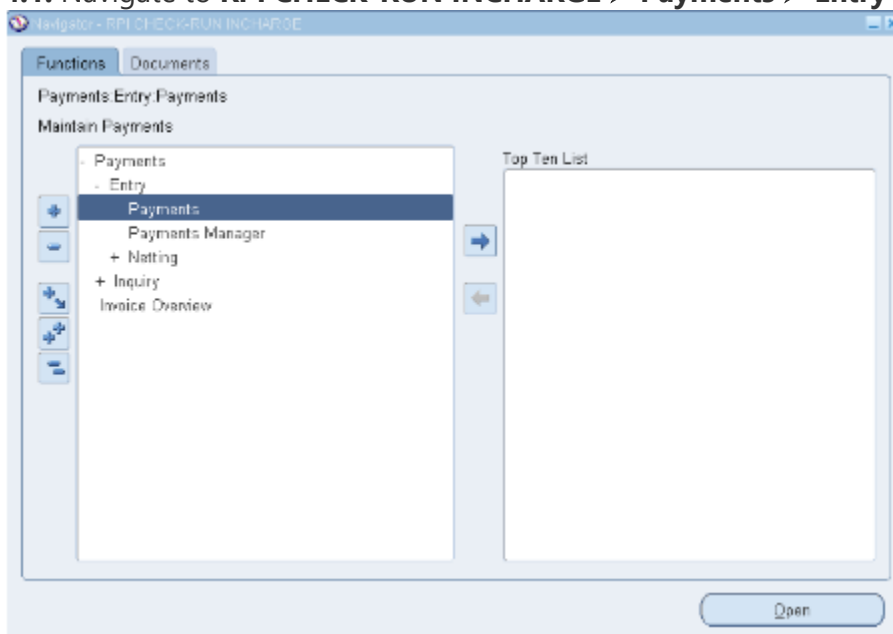 Navigate to RPI CHECK-RUN INCHARGE > Payments > Entry
Navigator - RPI CHECK-RUN INCHARGE
Functions
Documents
Payments:Entry:Payments
Maintain Payments
Top Ten List
- Payments
- Entry
Payments
Payments Manager
+ Netting
+ Inquiry
Invoice Overview
Open